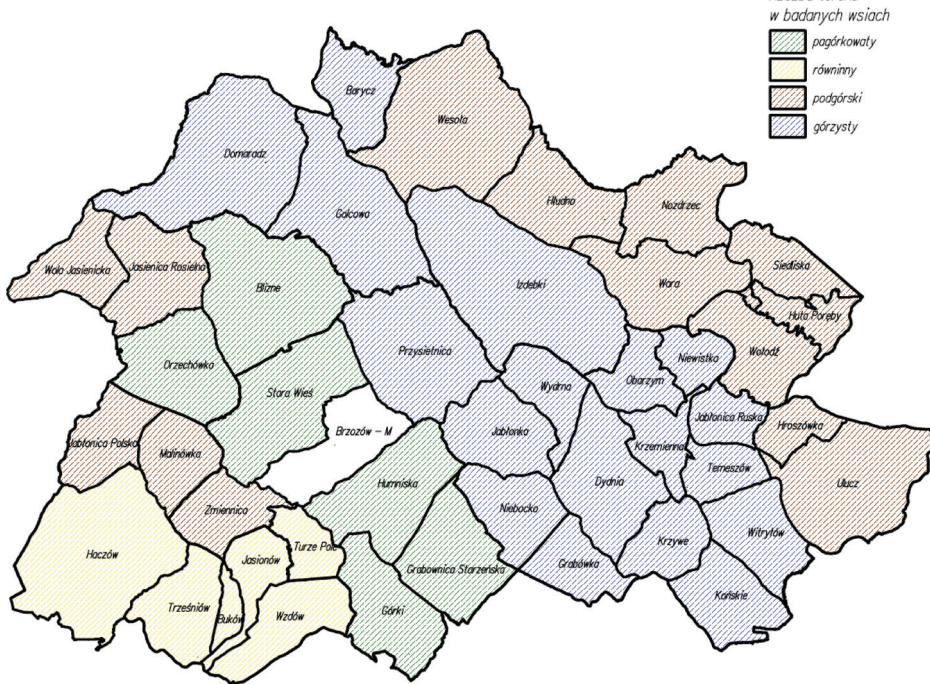 w badanych wsiach
pagórkowaty
równinny
podgórski
górzysty
Barycz
Wesoła
Domaradz
Golcowa
Hłudno
Nozdrzec
Wola Jasienicka
Jasienica Rosielna
Blizne
Izdebki
Wara
Siedliska
Huta Poręby
Orzechówka
Przysietnica
Wołodź
Stara Wieś
Wydrna
Obarzym
Niewistka
Brzozów - M
Jabłonka
Jabłonica Ruska
Hroszówka
Jabłonica Polska
Malinówka
Krzemienna
Temeszów
Ulucz
Humniska
Dydnia
Zmiennica
Niebocko
Witryłów
Haczów
Jasionów
Turze Pole
Grabownica Starzeńska
Grabówka
Krzywe
Trześniów
Buków
Wzdów
Górki
Końskie